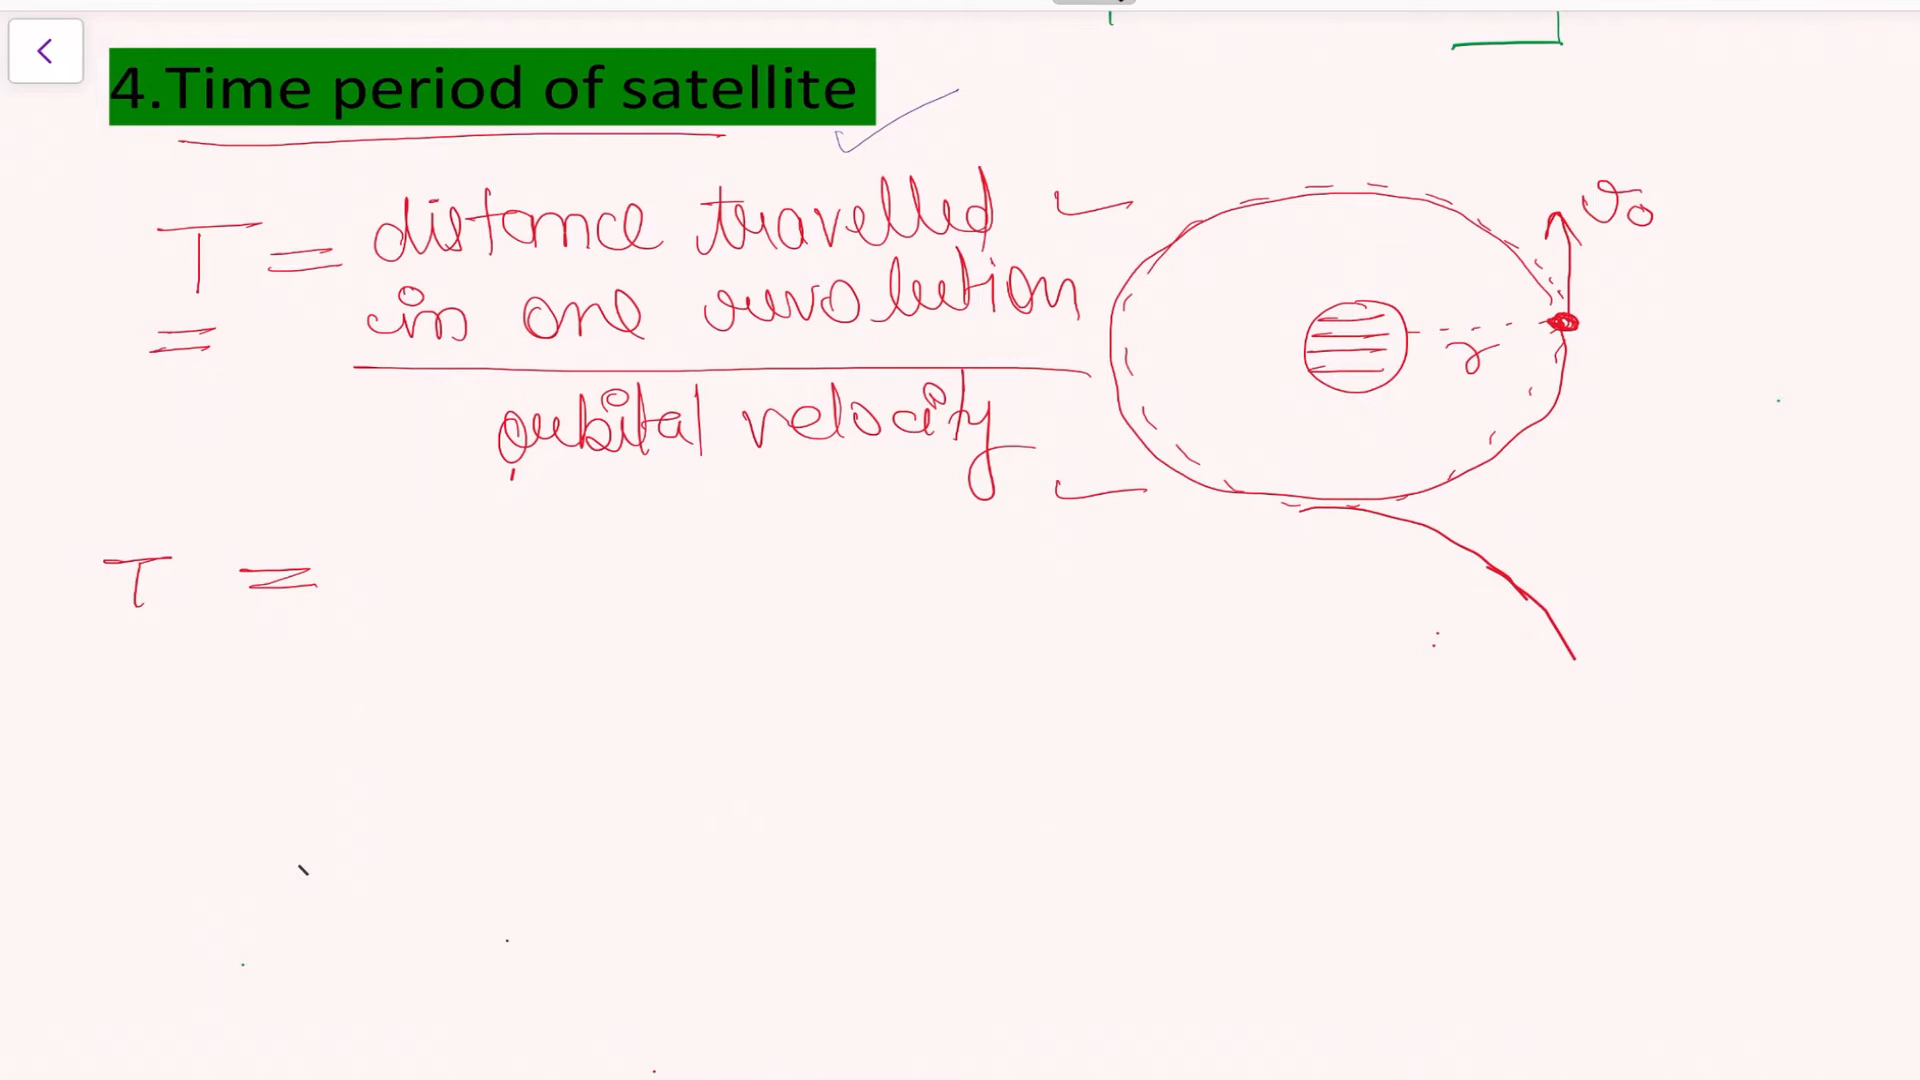 4.Time period of satellite
T = distance travelled
= in one revolution
orbital velocity
T =
v₀
r